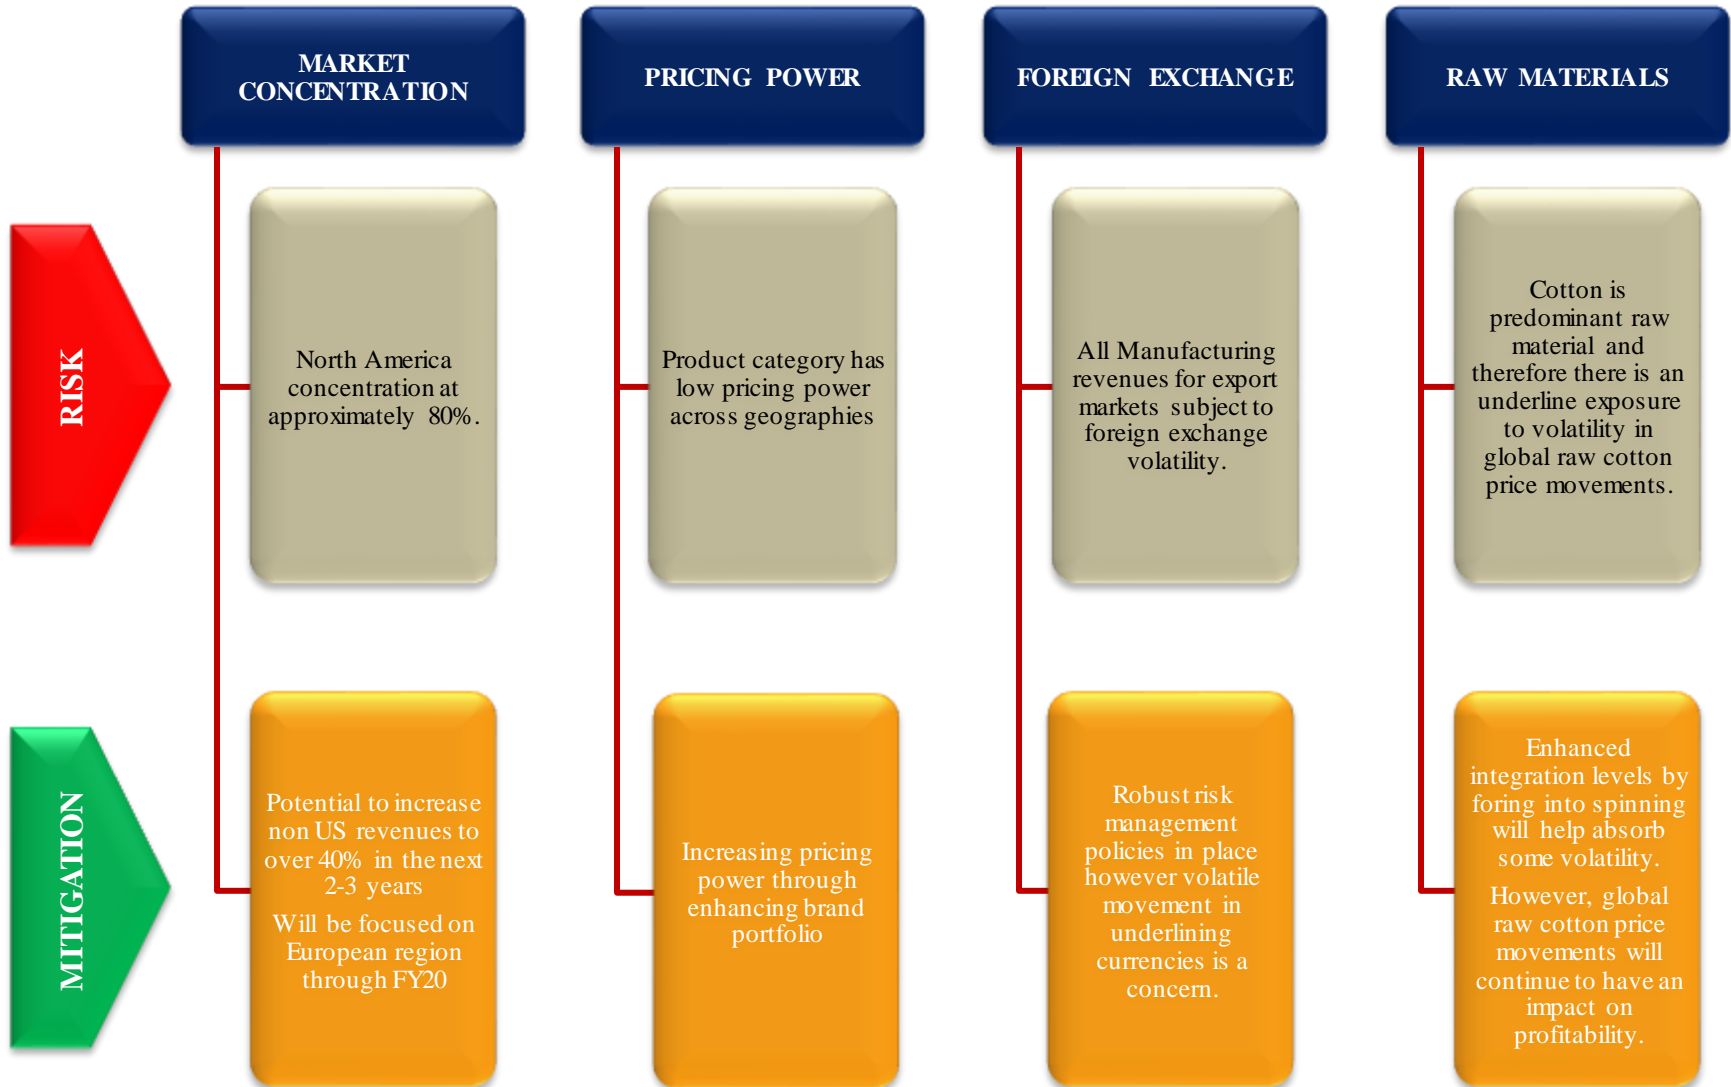 MARKET
CONCENTRATION
PRICING POWER
FOREIGN EXCHANGE
RAW MATERIALS
RISK
North America
concentration at
approximately 80%.
Product category has
low pricing power
across geographies
All Manufacturing
revenues for export
markets subject to
foreign exchange
volatility.
Cotton is
predominant raw
material and
therefore there is an
underline exposure
to volatility in
global raw cotton
price movements.
MITIGATION
Potential to increase
non US revenues to
over 40% in the next
2-3 years
Will be focused on
European region
through FY20
Increasing pricing
power through
enhancing brand
portfolio
Robust risk
management
policies in place
however volatile
movement in
underlining
currencies is a
concern.
Enhanced
integration levels by
foring into spinning
will help absorb
some volatility.
However, global
raw cotton price
movements will
continue to have an
impact on
profitability.